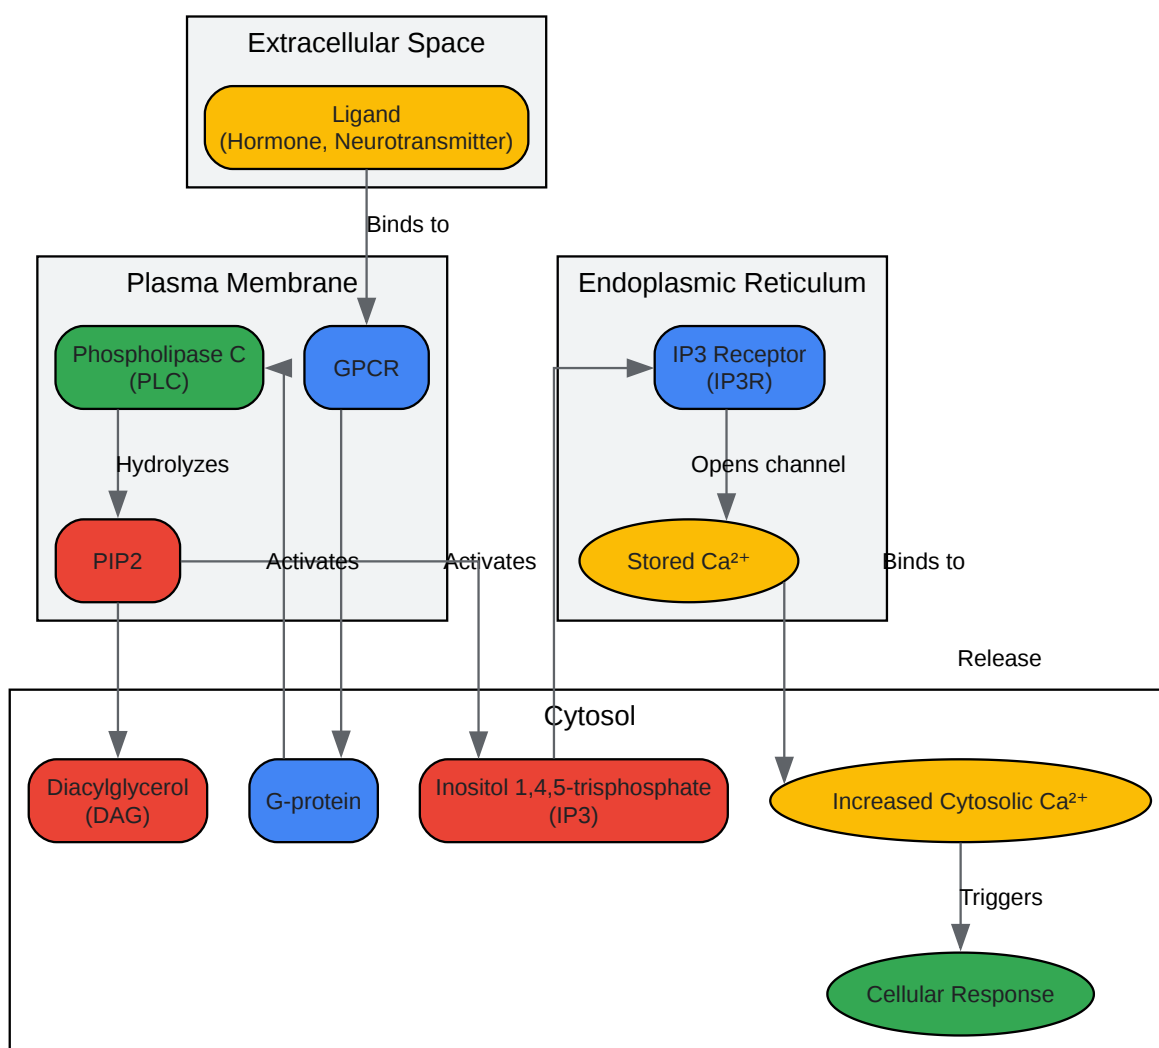 Extracellular Space
Ligand
(Hormone, Neurotransmitter)
Binds to
Plasma Membrane
Phospholipase C
(PLC)
GPCR
Hydrolyzes
PIP2
Activates
Activates
Endoplasmic Reticulum
IP3 Receptor
(IP3R)
Opens channel
Stored Ca²⁺
Binds to
Release
Cytosol
Diacylglycerol
(DAG)
G-protein
Inositol 1,4,5-trisphosphate
(IP3)
Increased Cytosolic Ca²⁺
Triggers
Cellular Response